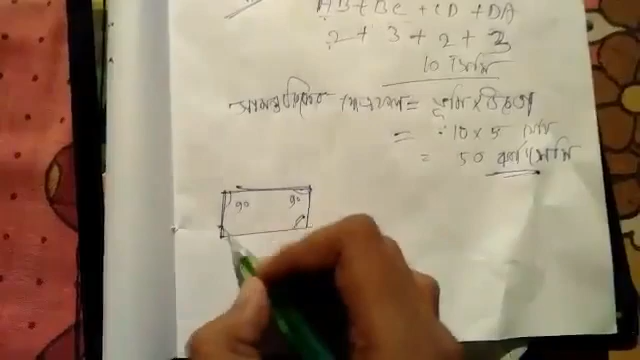 AB + BC + CD + DA
2 + 3 + 2 + 3
10 সেমি
সামান্তরিকের ক্ষেত্রফল = ভূমি × উচ্চতা
= 10 × 5 সেমি
= 50 বর্গ সেমি
90 90